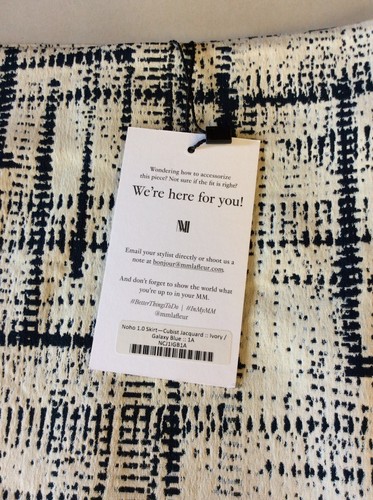 Wondering how to accessorize
this piece? Not sure if the fit is right?
We're here for you!
M
Email your stylist directly or shoot us a
note at bonjour@mmlafleur.com.
And don't forget to show the world what
you're up to in your MM.
#BetterThingsToDo | #InMyMM
@mmlafleur
Noho 1.0 Skirt—Cubist Jacquard :: Ivory /
Galaxy Blue :: 1A
NCJ1IGB1A